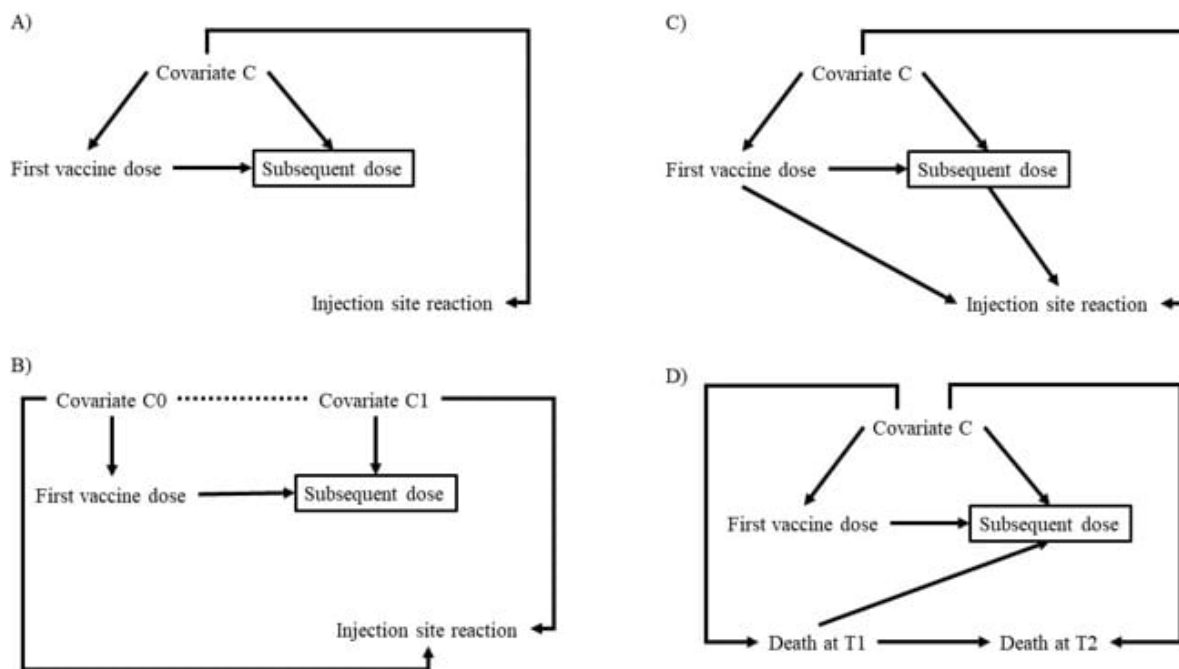 A)
Covariate C
First vaccine dose
Subsequent dose
Injection site reaction
B)
Covariate C0
Covariate C1
First vaccine dose
Subsequent dose
Injection site reaction
C)
Covariate C
First vaccine dose
Subsequent dose
Injection site reaction
D)
Covariate C
First vaccine dose
Subsequent dose
Death at T1
Death at T2